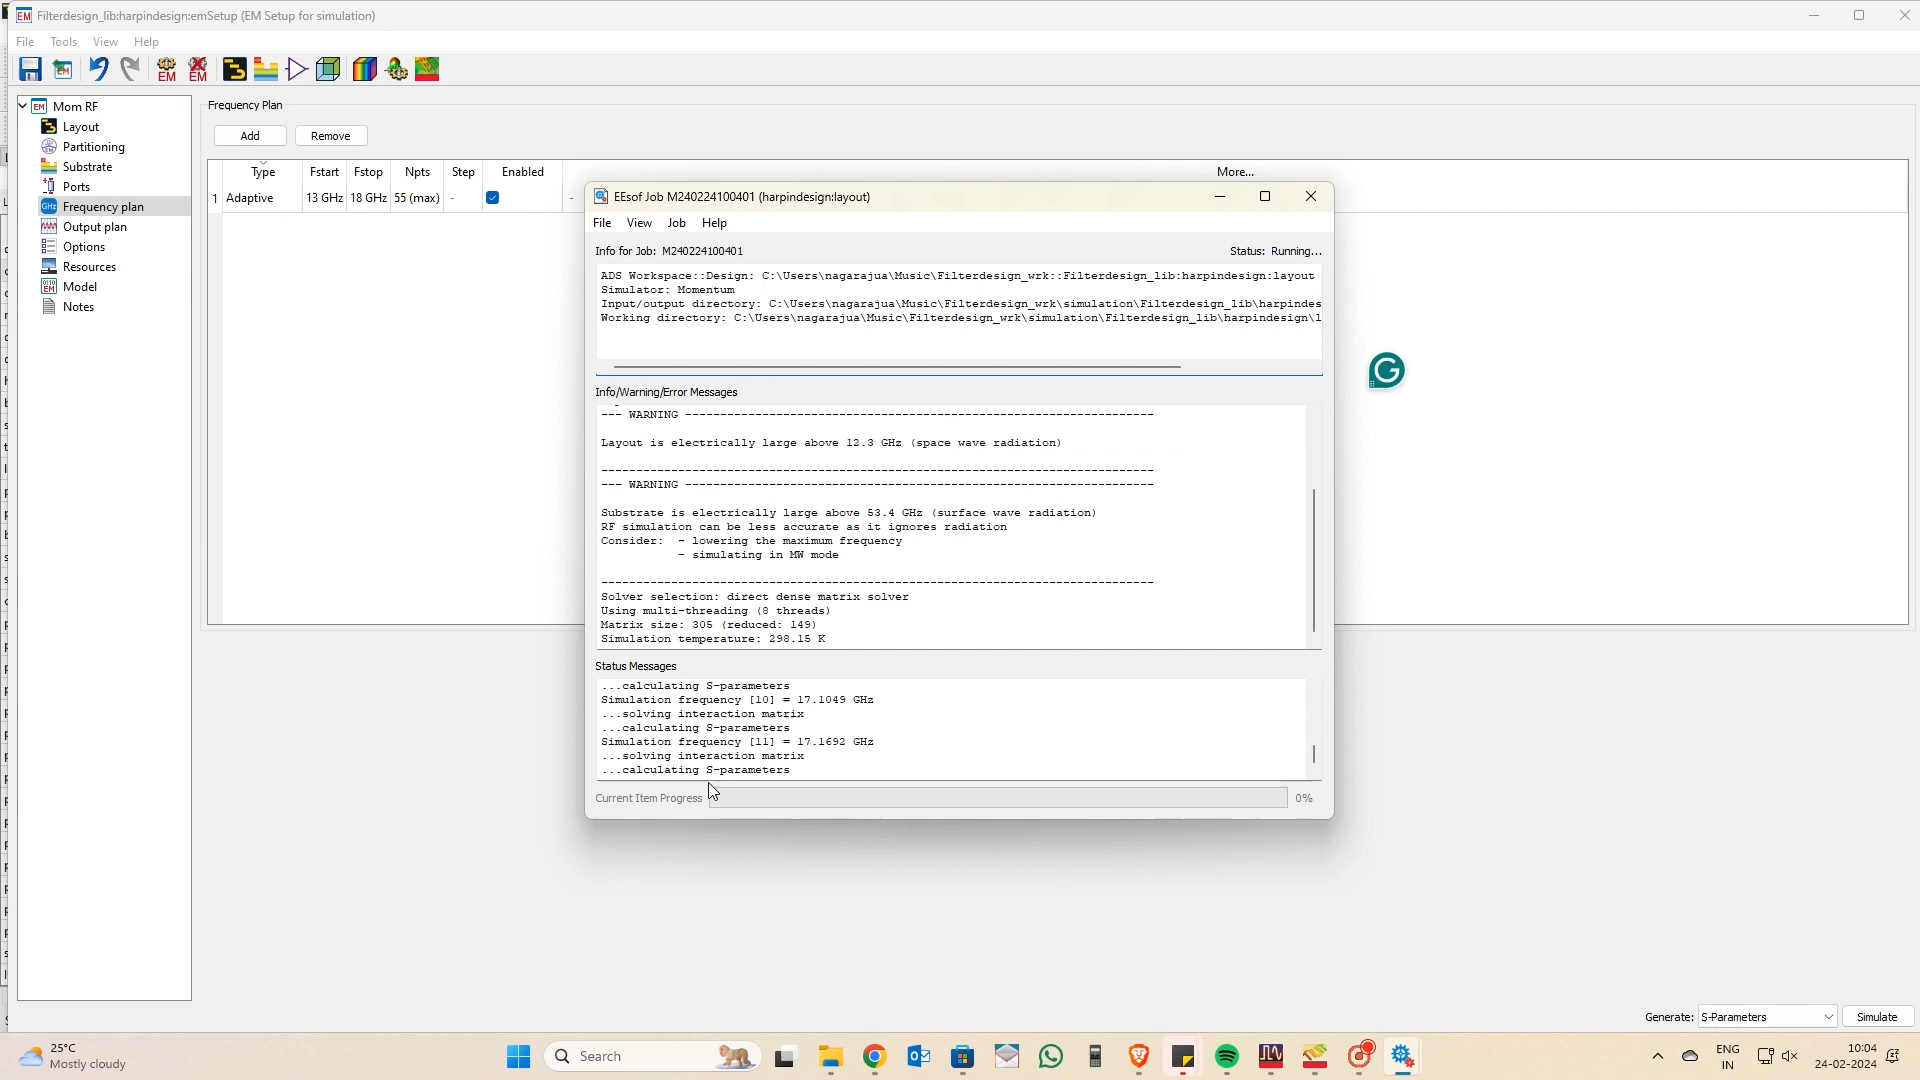 Filterdesign_lib:harpindesign:emSetup (EM Setup for simulation)
File Tools View Help
Mom RF
Layout
Partitioning
Substrate
Ports
Frequency plan
Output plan
Options
Resources
Model
Notes
Frequency Plan
Add Remove
Type Fstart Fstop Npts Step Enabled More...
1 Adaptive 13 GHz 18 GHz 55 (max) - -
EEsof Job M240224100401 (harpindesign:layout)
File View Job Help
Info for Job: M240224100401 Status: Running...
ADS Workspace::Design: C:\Users\nagarajua\Music\Filterdesign_wrk::Filterdesign_lib:harpindesign:layout
Simulator: Momentum
Input/output directory: C:\Users\nagarajua\Music\Filterdesign_wrk\simulation\Filterdesign_lib\harpindes
Working directory: C:\Users\nagarajua\Music\Filterdesign_wrk\simulation\Filterdesign_lib\harpindesign\l
Info/Warning/Error Messages
--- WARNING ---
Layout is electrically large above 12.3 GHz (space wave radiation)
--- WARNING ---
Substrate is electrically large above 53.4 GHz (surface wave radiation)
RF simulation can be less accurate as it ignores radiation
Consider: - lowering the maximum frequency
- simulating in MW mode
Solver selection: direct dense matrix solver
Using multi-threading (8 threads)
Matrix size: 305 (reduced: 149)
Simulation temperature: 298.15 K
Status Messages
...calculating S-parameters
Simulation frequency [10] = 17.1049 GHz
...solving interaction matrix
...calculating S-parameters
Simulation frequency [11] = 17.1692 GHz
...solving interaction matrix
...calculating S-parameters
Current Item Progress 0%
Generate: S-Parameters Simulate
25°C
Mostly cloudy
Search
ENG
IN
10:04
24-02-2024